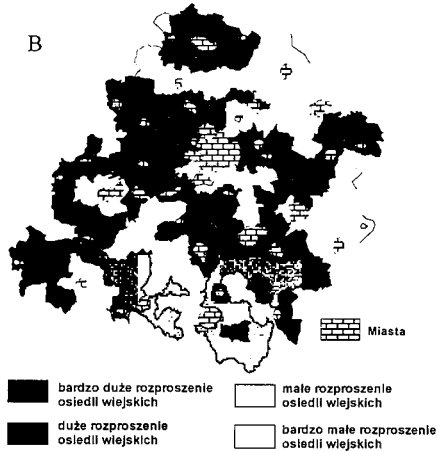 B
Miasta
bardzo duże rozproszenie
osiedli wiejskich
małe rozproszenie
osiedli wiejskich
duże rozproszenie
osiedli wiejskich
bardzo małe rozproszenie
osiedli wiejskich